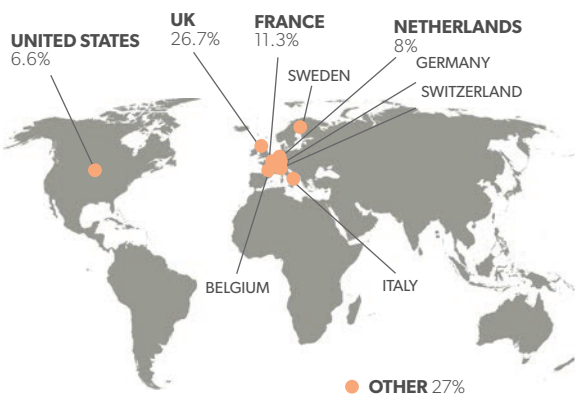 UNITED STATES
6.6%
UK
26.7%
FRANCE
11.3%
NETHERLANDS
8%
SWEDEN
GERMANY
SWITZERLAND
BELGIUM
ITALY
OTHER 27%